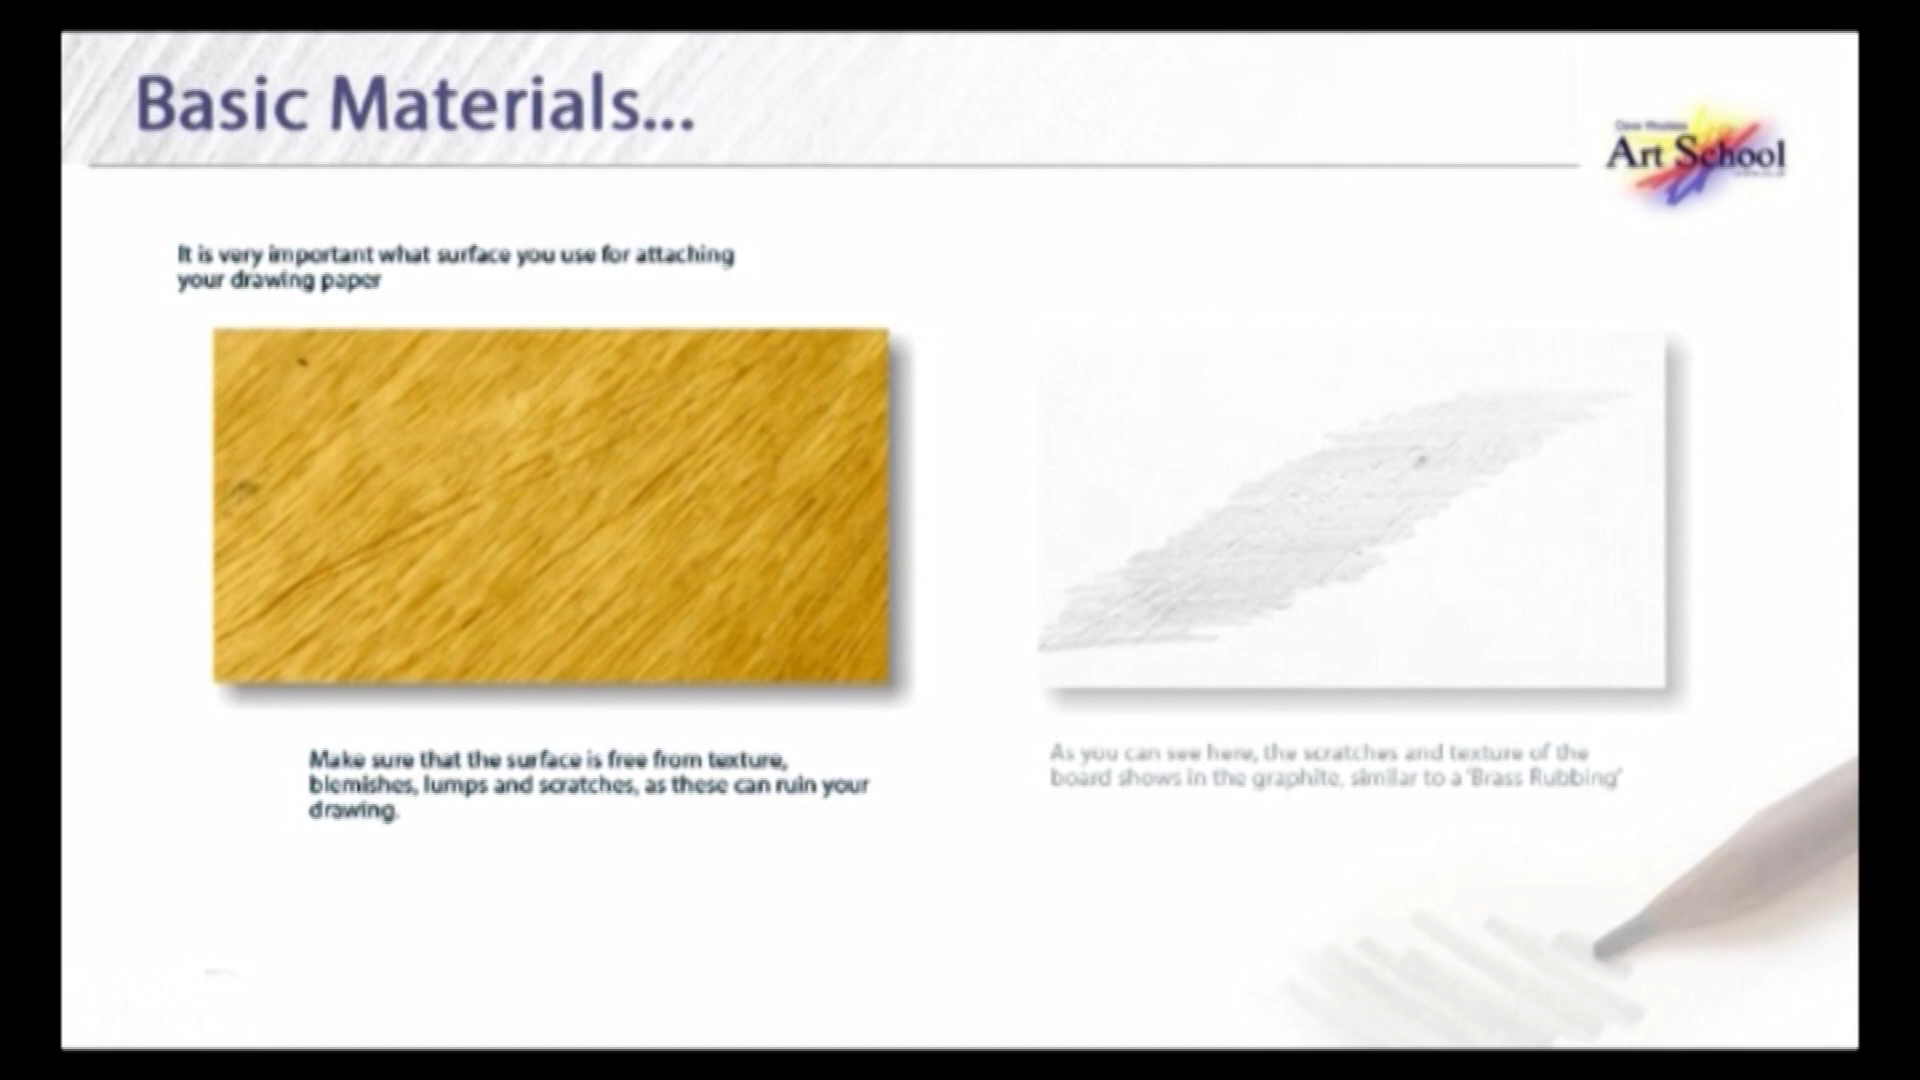 Basic Materials...
Art School
It is very important what surface you use for attaching
your drawing paper
Make sure that the surface is free from texture,
blemishes, lumps and scratches, as these can ruin your
drawing.
As you can see here, the scratches and texture of the
board shows in the graphite, similar to a 'Brass Rubbing'